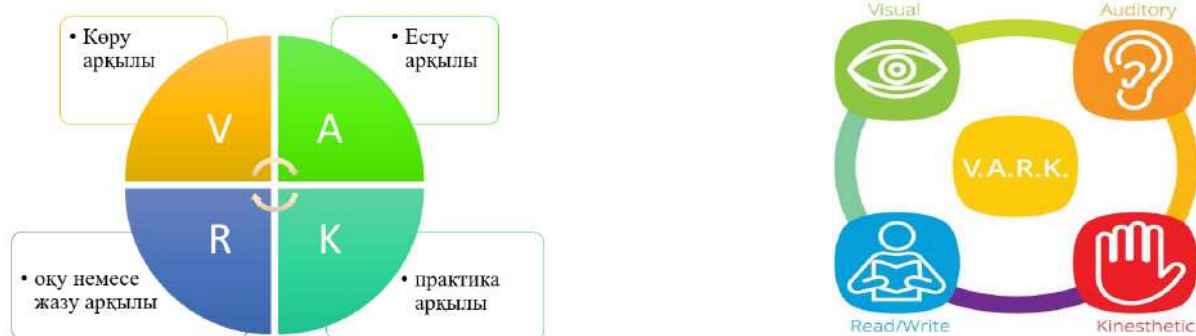 • Көру
арқылы
• Есту
арқылы
V
A
R
K
• оқу немесе
жазу арқылы
• практика
арқылы
Visual
Auditory
V.A.R.K.
Read/Write
Kinesthetic